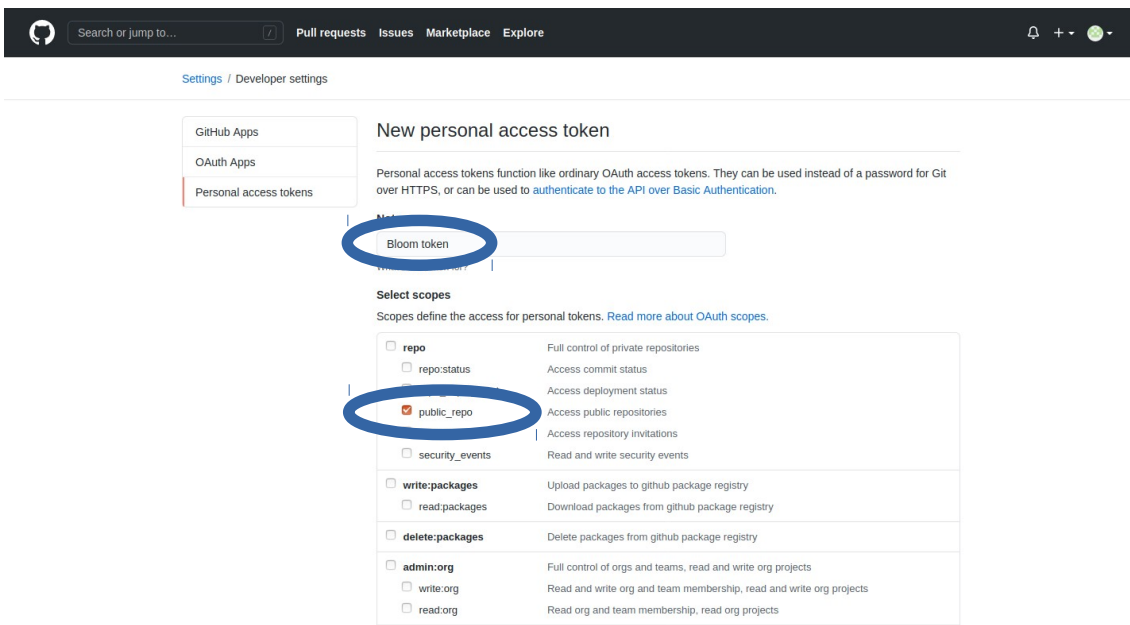 Search or jump to… /
Pull requests Issues Marketplace Explore
Settings / Developer settings
GitHub Apps
OAuth Apps
Personal access tokens
New personal access token
Personal access tokens function like ordinary OAuth access tokens. They can be used instead of a password for Git
over HTTPS, or can be used to authenticate to the API over Basic Authentication.
Bloom token
Select scopes
Scopes define the access for personal tokens. Read more about OAuth scopes.
repo Full control of private repositories
repo:status Access commit status
Access deployment status
public_repo Access public repositories
Access repository invitations
security_events Read and write security events
write:packages Upload packages to github package registry
read:packages Download packages from github package registry
delete:packages Delete packages from github package registry
admin:org Full control of orgs and teams, read and write org projects
write:org Read and write org and team membership, read and write org projects
read:org Read org and team membership, read org projects